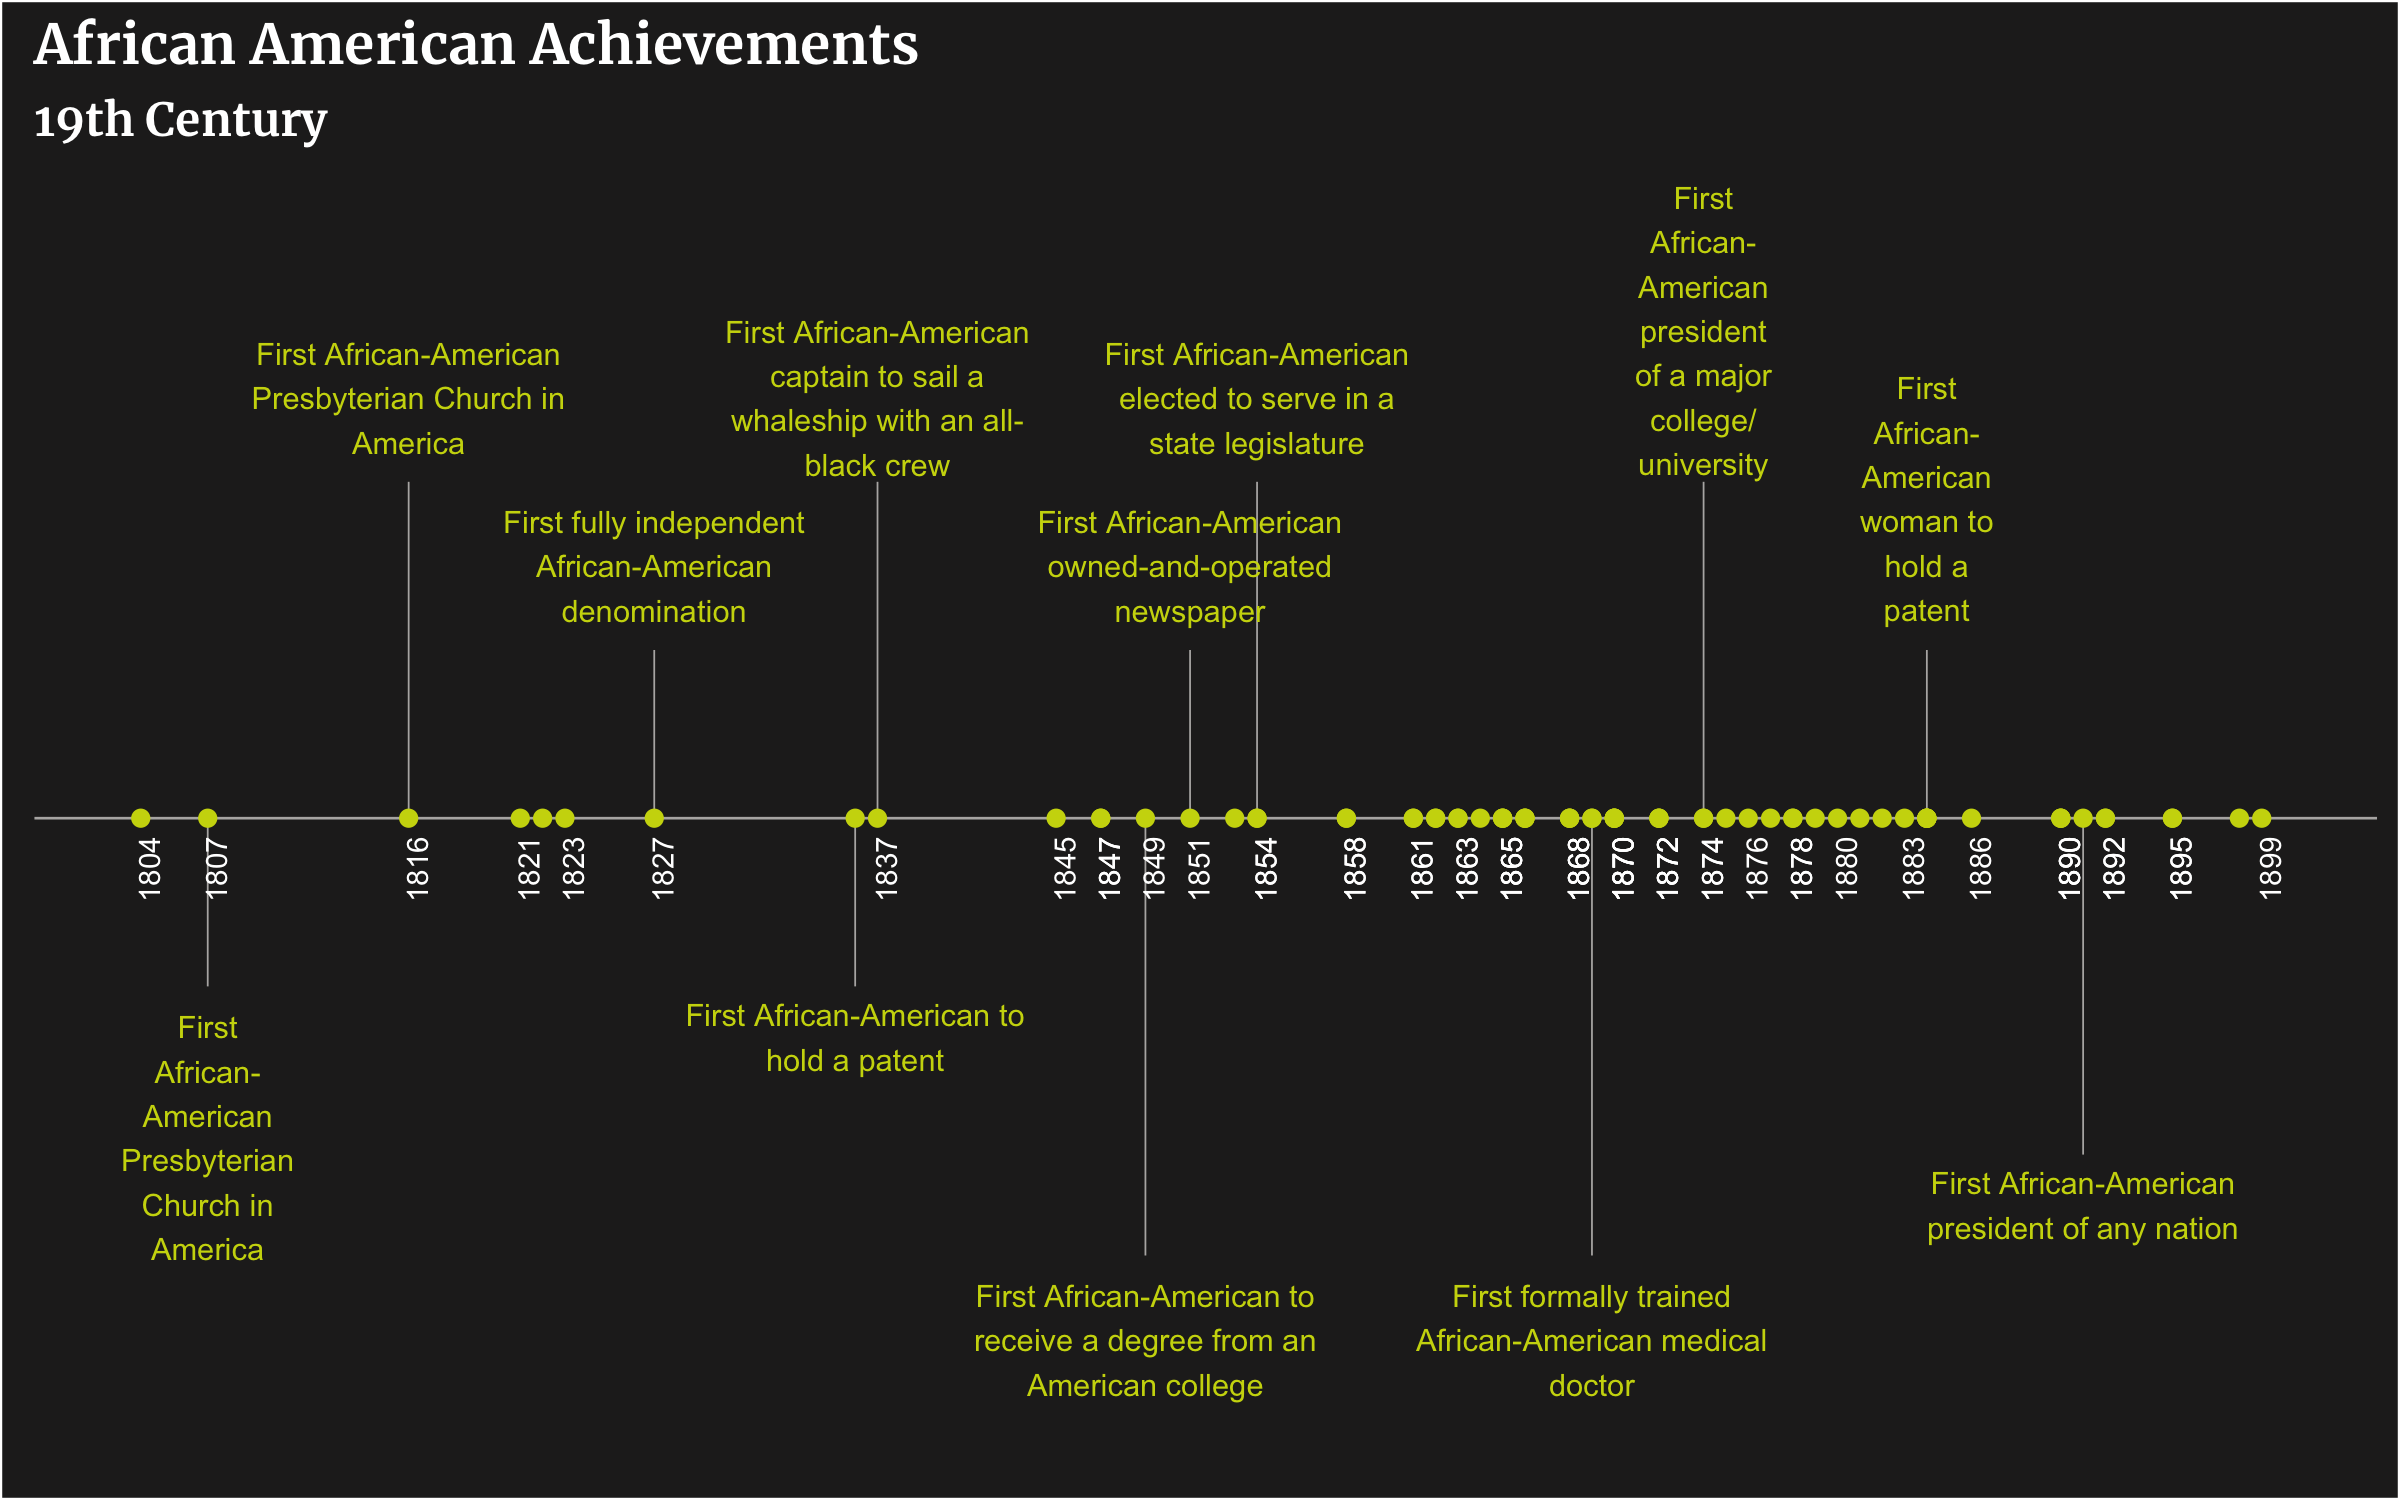 African American Achievements
19th Century
First
African-
American
president
of a major
college/
university
First African-American
captain to sail a
whaleship with an all-
black crew
First African-American
Presbyterian Church in
America
First African-American
elected to serve in a
state legislature
First
African-
American
woman to
hold a
patent
First fully independent
African-American
denomination
First African-American
owned-and-operated
newspaper
1804
1807
1816
1821
1823
1827
1837
1845
1847
1849
1851
1854
1858
1861
1863
1865
1868
1870
1872
1874
1876
1878
1880
1883
1886
1890
1892
1895
1899
First
African-
American
Presbyterian
Church in
America
First African-American to
hold a patent
First African-American
president of any nation
First African-American to
receive a degree from an
American college
First formally trained
African-American medical
doctor